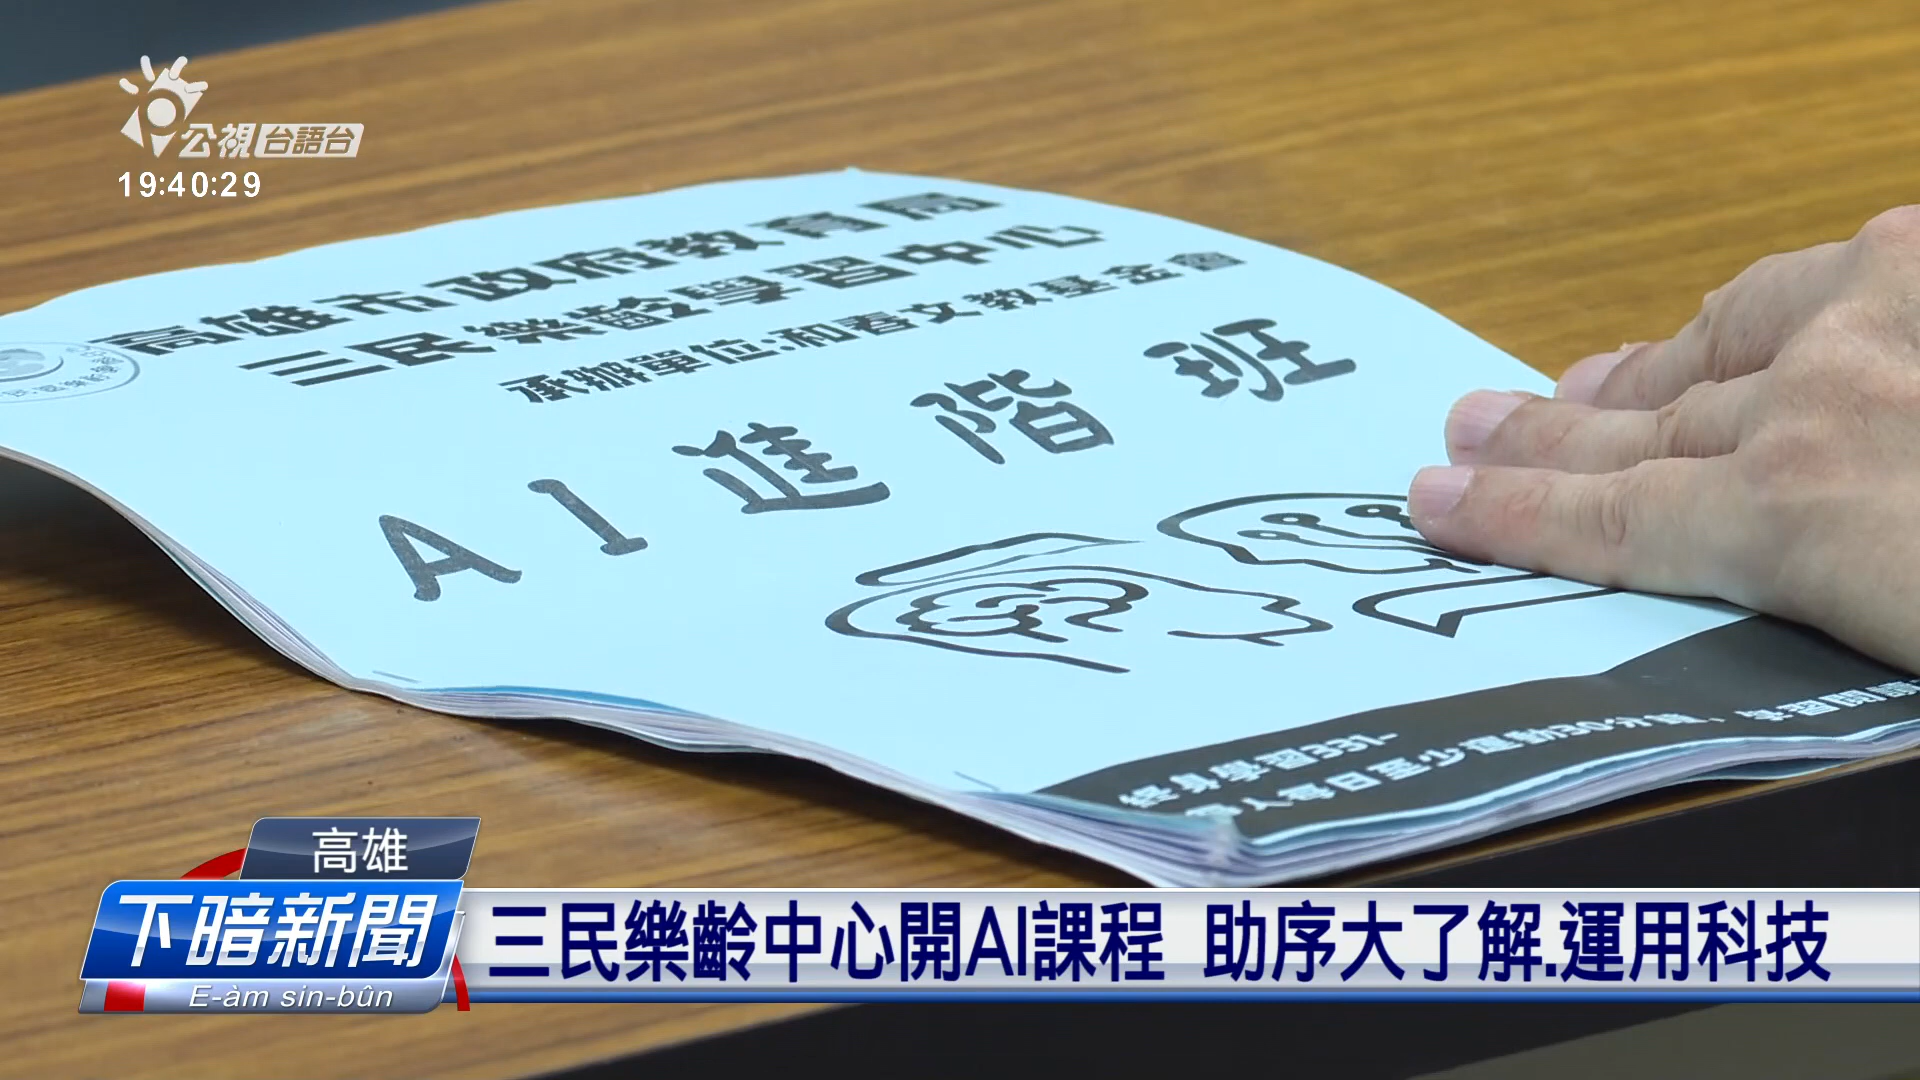 公視台語台
19:40:29
高雄市政府教育局
三民樂齡學習中心
承辦單位:和春文教基金會
AI進階班
終身學習331-
每日至少運動30分鐘、學習
高雄
下暗新聞
E-àm sin-bûn
三民樂齡中心開AI課程 助序大了解.運用科技